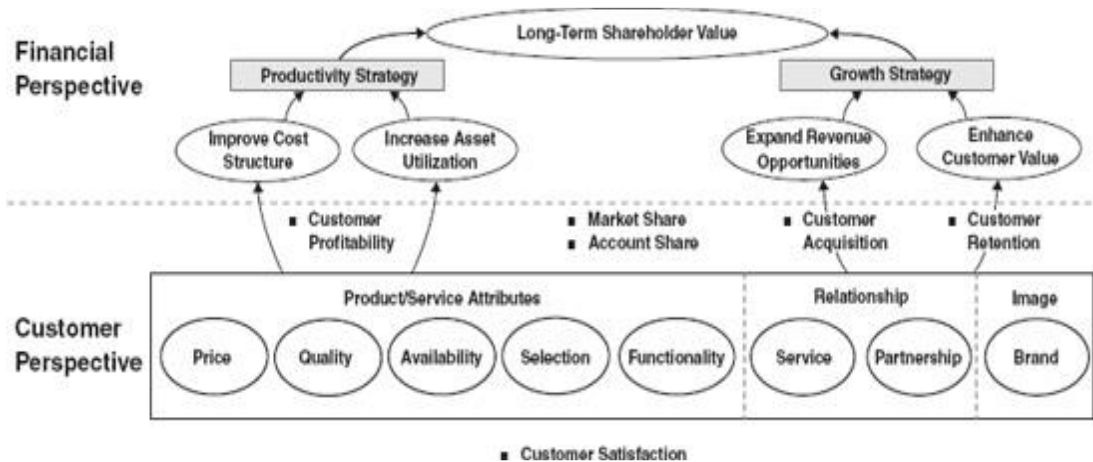 Financial
Perspective
Long-Term Shareholder Value
Productivity Strategy
Growth Strategy
Improve Cost
Structure
Increase Asset
Utilization
Expand Revenue
Opportunities
Enhance
Customer Value
▪ Customer
Profitability
▪ Market Share
▪ Account Share
▪ Customer
Acquisition
▪ Customer
Retention
Customer
Perspective
Product/Service Attributes
Relationship
Image
Price
Quality
Availability
Selection
Functionality
Service
Partnership
Brand
▪ Customer Satisfaction